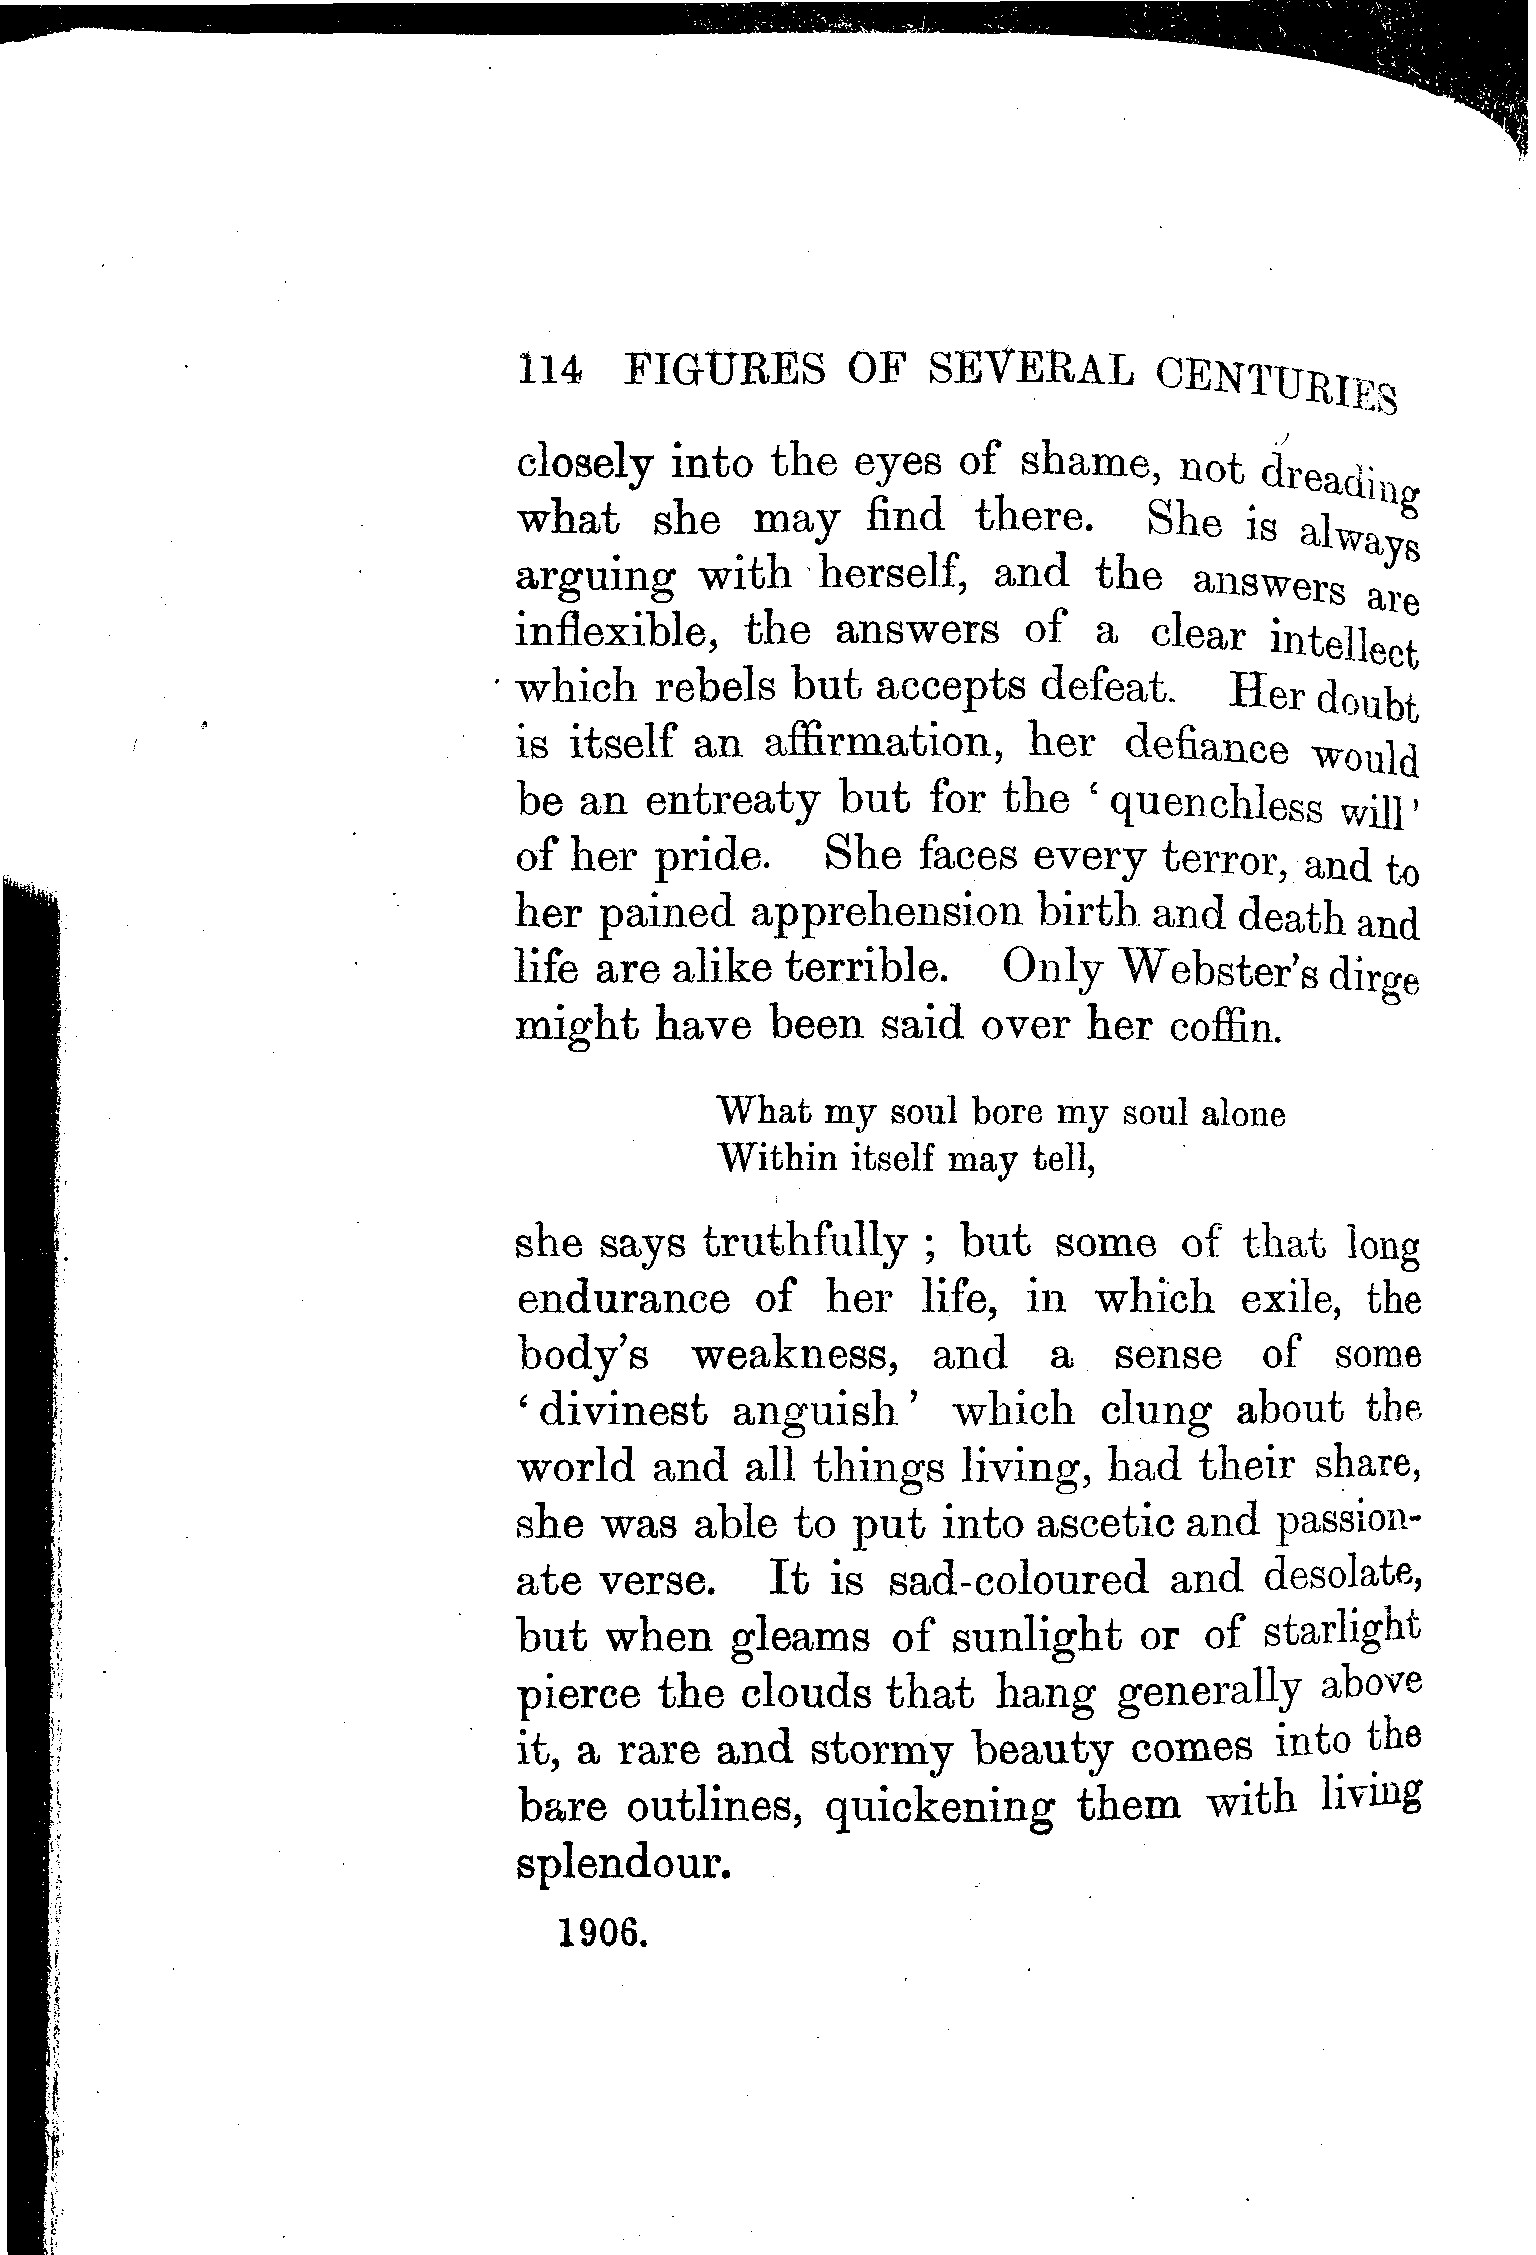 114 FIGURES OF SEVERAL CENTURIES
closely into the eyes of shame, not dreading
what she may find there. She is always
arguing with herself, and the answers are
inflexible, the answers of a clear intellect
which rebels but accepts defeat. Her doubt
is itself an affirmation, her defiance would
be an entreaty but for the ‘quenchless will’
of her pride. She faces every terror, and to
her pained apprehension birth and death and
life are alike terrible. Only Webster’s dirge
might have been said over her coffin.
What my soul bore my soul alone
Within itself may tell,
she says truthfully ; but some of that long
endurance of her life, in which exile, the
body’s weakness, and a sense of some
‘divinest anguish’ which clung about the
world and all things living, had their share,
she was able to put into ascetic and passion-
ate verse. It is sad-coloured and desolate,
but when gleams of sunlight or of starlight
pierce the clouds that hang generally above
it, a rare and stormy beauty comes into the
bare outlines, quickening them with living
splendour.
1906.